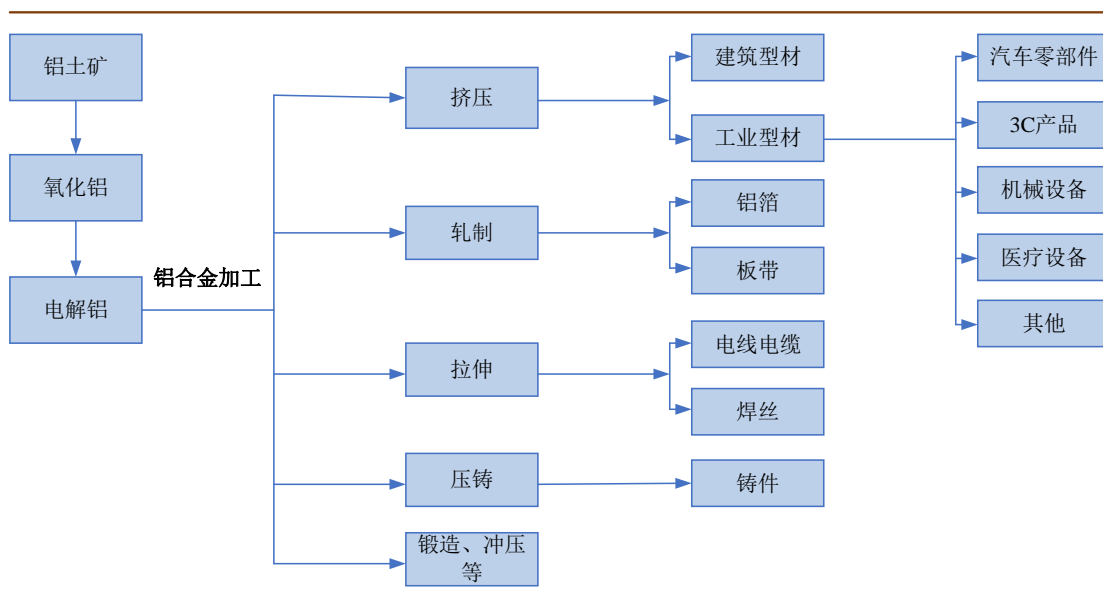 铝土矿
氧化铝
电解铝
铝合金加工
挤压
轧制
拉伸
压铸
锻造、冲压
等
建筑型材
工业型材
铝箔
板带
电线电缆
焊丝
铸件
汽车零部件
3C产品
机械设备
医疗设备
其他